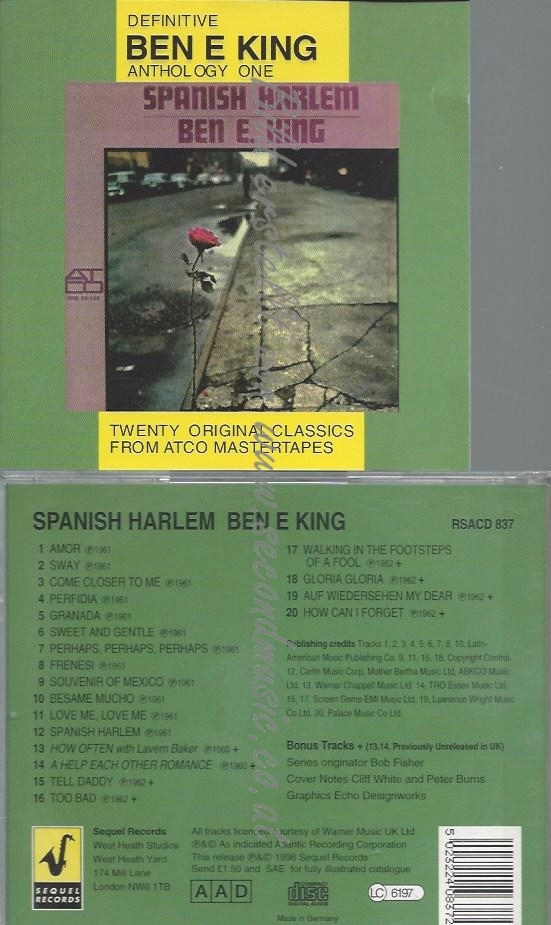 DEFINITIVE
BEN E KING
ANTHOLOGY ONE
SPANISH HARLEM
BEN E. KING
ATCO
TWENTY ORIGINAL CLASSICS
FROM ATCO MASTERTAPES
SPANISH HARLEM BEN E KING
RSACD 837
1 AMOR ℗1961
2 SWAY ℗1961
3 COME CLOSER TO ME ℗1961
4 PERFIDIA ℗1961
5 GRANADA ℗1961
6 SWEET AND GENTLE ℗1961
7 PERHAPS, PERHAPS, PERHAPS ℗1961
8 FRENESI ℗1961
9 SOUVENIR OF MEXICO ℗1961
10 BESAME MUCHO ℗1961
11 LOVE ME, LOVE ME ℗1961
12 SPANISH HARLEM ℗1961
13 HOW OFTEN with Lavern Baker ℗1960 +
14 A HELP EACH OTHER ROMANCE ℗1960 +
15 TELL DADDY ℗1962 +
16 TOO BAD ℗1962 +
17 WALKING IN THE FOOTSTEPS
OF A FOOL ℗1962 +
18 GLORIA GLORIA ℗1962 +
19 AUF WIEDERSEHEN MY DEAR ℗1962 +
20 HOW CAN I FORGET ℗1962 +
Publishing credits Tracks 1, 2, 3, 4, 5, 6, 7, 8, 10, Latin-
American Music Publishing Co. 9, 11, 16, 18, Copyright Control.
12, Carlin Music Corp, Mother Bertha Music Ltd, ABKCO Music
Ltd. 13, Warner Chappell Music Ltd. 14, TRO Essex Music Ltd.
15, 17, Screen Gems-EMI Music Ltd. 19, Lawrence Wright Music
Co Ltd. 20, Palace Music Co Ltd.
Bonus Tracks + (13,14, Previously Unreleased in UK)
Series originator Bob Fisher
Cover Notes Cliff White and Peter Burns
Graphics Echo Designworks
SEQUEL
RECORDS
Sequel Records
West Heath Studios
West Heath Yard
174 Mill Lane
London NW6 1TB
All tracks licenced courtesy of Warner Music UK Ltd
℗&© As indicated Atlantic Recording Corporation
This release ℗&© 1996 Sequel Records
Send £1.50 and SAE for fully illustrated catalogue
AAD
COMPACT
disc
DIGITAL AUDIO
LC 6197
Made in Germany
5 023224 08372